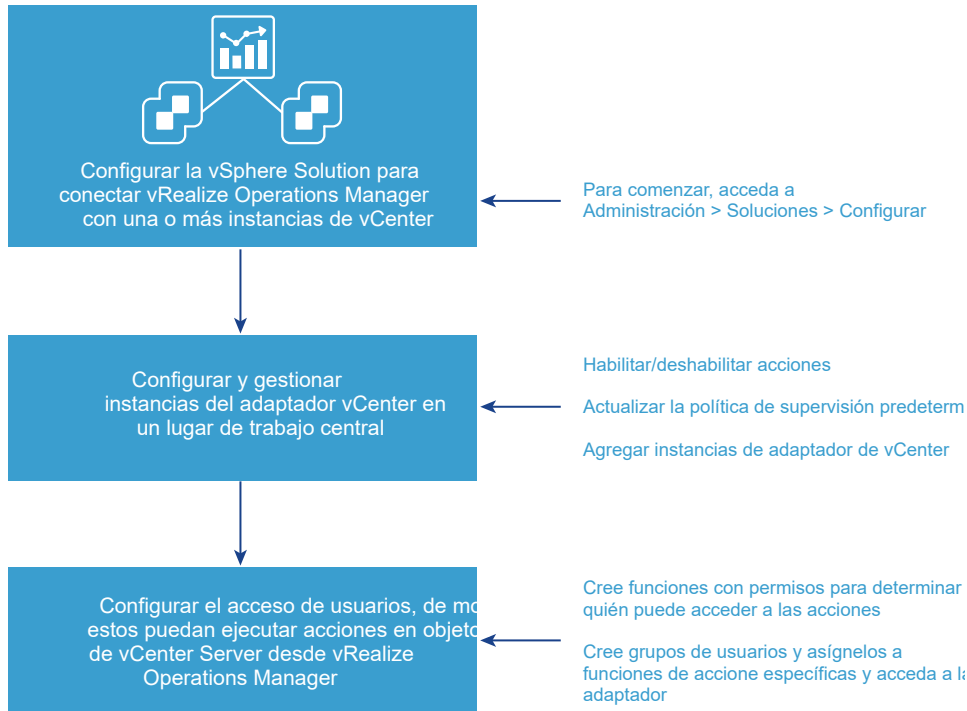 Configurar la vSphere Solution para
conectar vRealize Operations Manager
con una o más instancias de vCenter
Para comenzar, acceda a
Administración > Soluciones > Configurar
Configurar y gestionar
instancias del adaptador vCenter en
un lugar de trabajo central
Habilitar/deshabilitar acciones
Actualizar la política de supervisión predeterm
Agregar instancias de adaptador de vCenter
Configurar el acceso de usuarios, de mo
estos puedan ejecutar acciones en objeto
de vCenter Server desde vRealize
Operations Manager
Cree funciones con permisos para determinar
quién puede acceder a las acciones
Cree grupos de usuarios y asígnelos a
funciones de accione específicas y acceda a la
adaptador